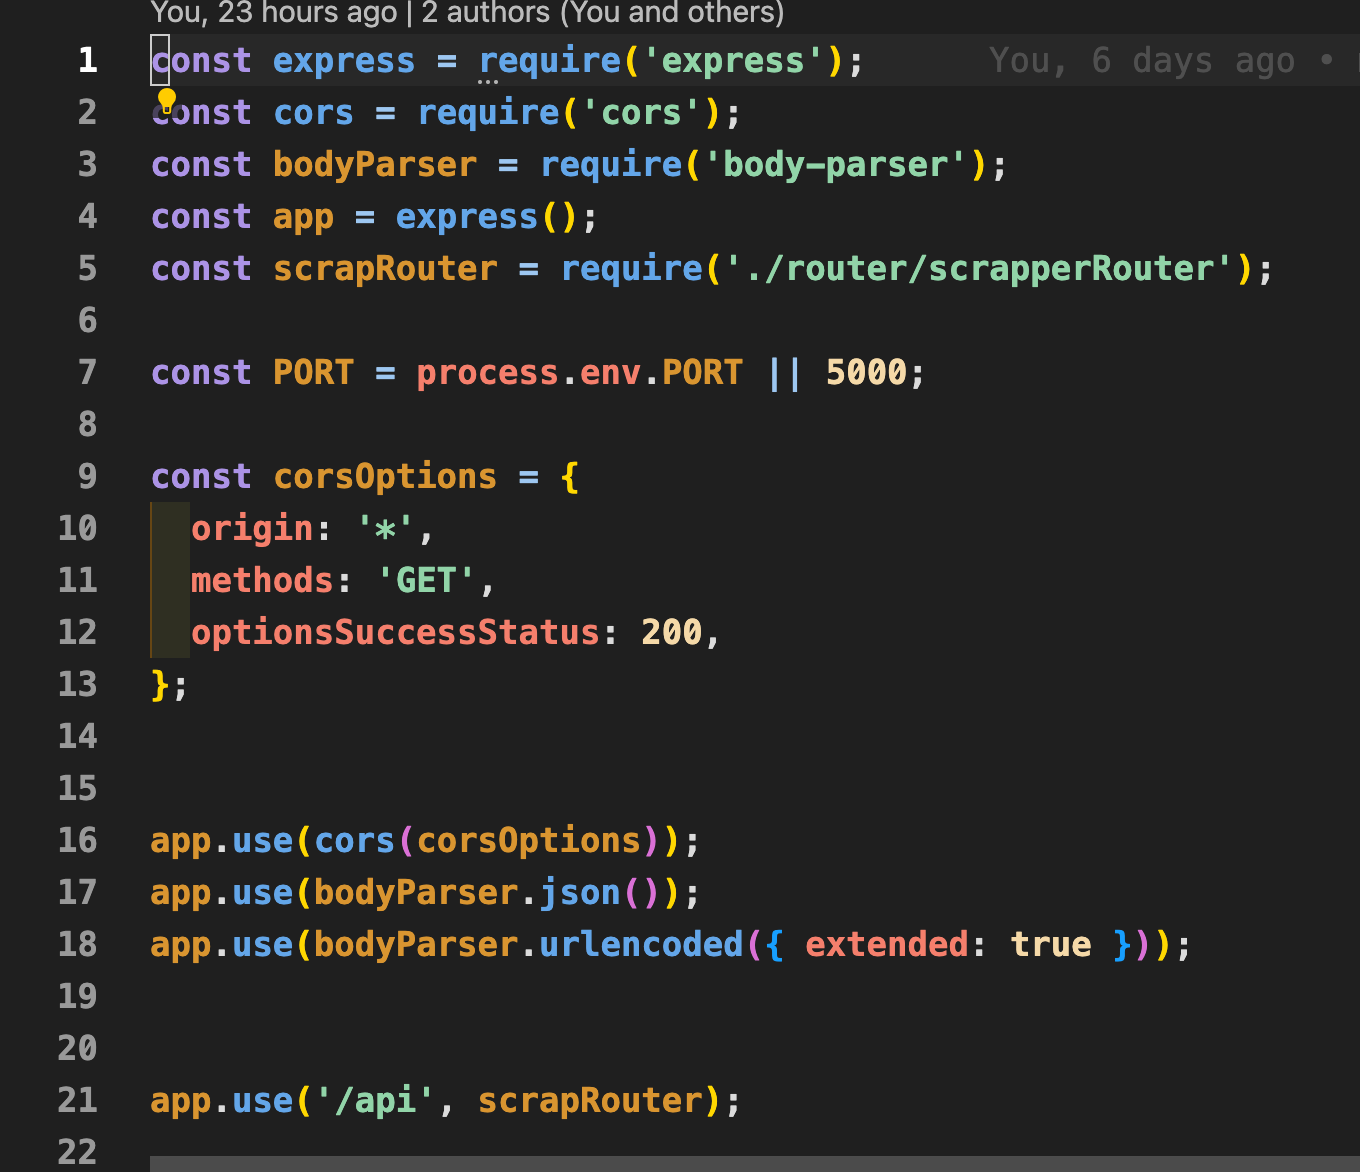 You, 23 hours ago | 2 authors (You and others)
1 const express = require('express'); You, 6 days ago •
2 const cors = require('cors');
3 const bodyParser = require('body-parser');
4 const app = express();
5 const scrapRouter = require('./router/scrapperRouter');
6
7 const PORT = process.env.PORT || 5000;
8
9 const corsOptions = {
10 origin: '*',
11 methods: 'GET',
12 optionsSuccessStatus: 200,
13 };
14
15
16 app.use(cors(corsOptions));
17 app.use(bodyParser.json());
18 app.use(bodyParser.urlencoded({ extended: true }));
19
20
21 app.use('/api', scrapRouter);
22